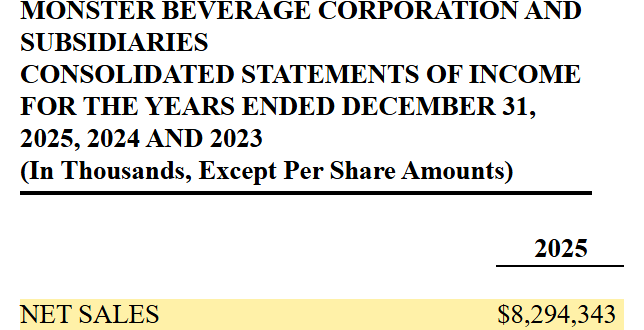 MONSTER BEVERAGE CORPORATION AND
SUBSIDIARIES
CONSOLIDATED STATEMENTS OF INCOME
FOR THE YEARS ENDED DECEMBER 31,
2025, 2024 AND 2023
(In Thousands, Except Per Share Amounts)
2025
NET SALES $8,294,343